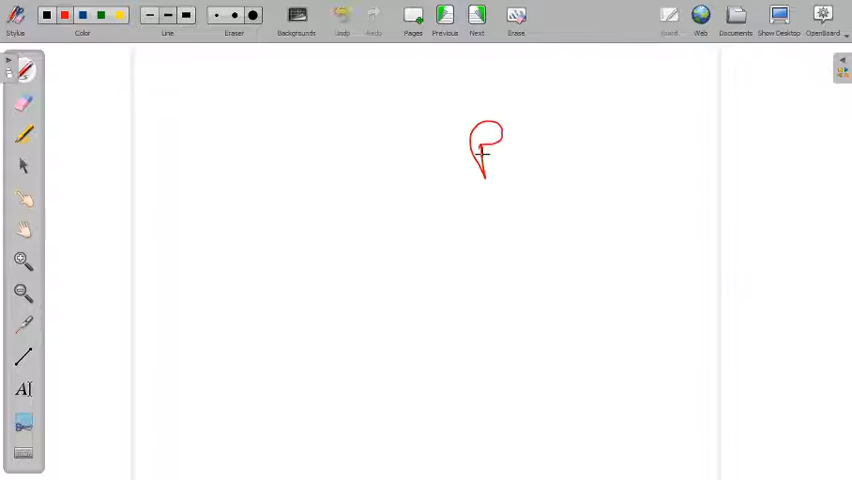 Stylus
Color
Line
Eraser
Backgrounds
Undo
Redo
Pages
Previous
Next
Erase
Board
Web
Documents
Show Desktop
OpenBoard